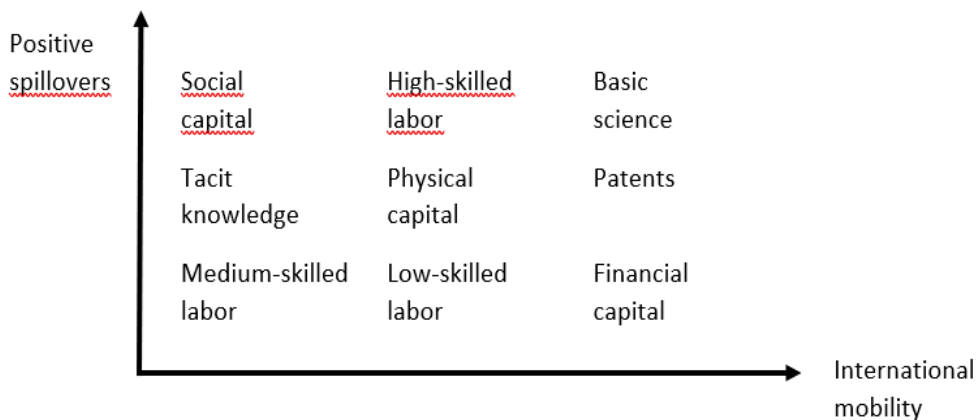 Positive
spillovers
Social
capital
High-skilled
labor
Basic
science
Tacit
knowledge
Physical
capital
Patents
Medium-skilled
labor
Low-skilled
labor
Financial
capital
International
mobility